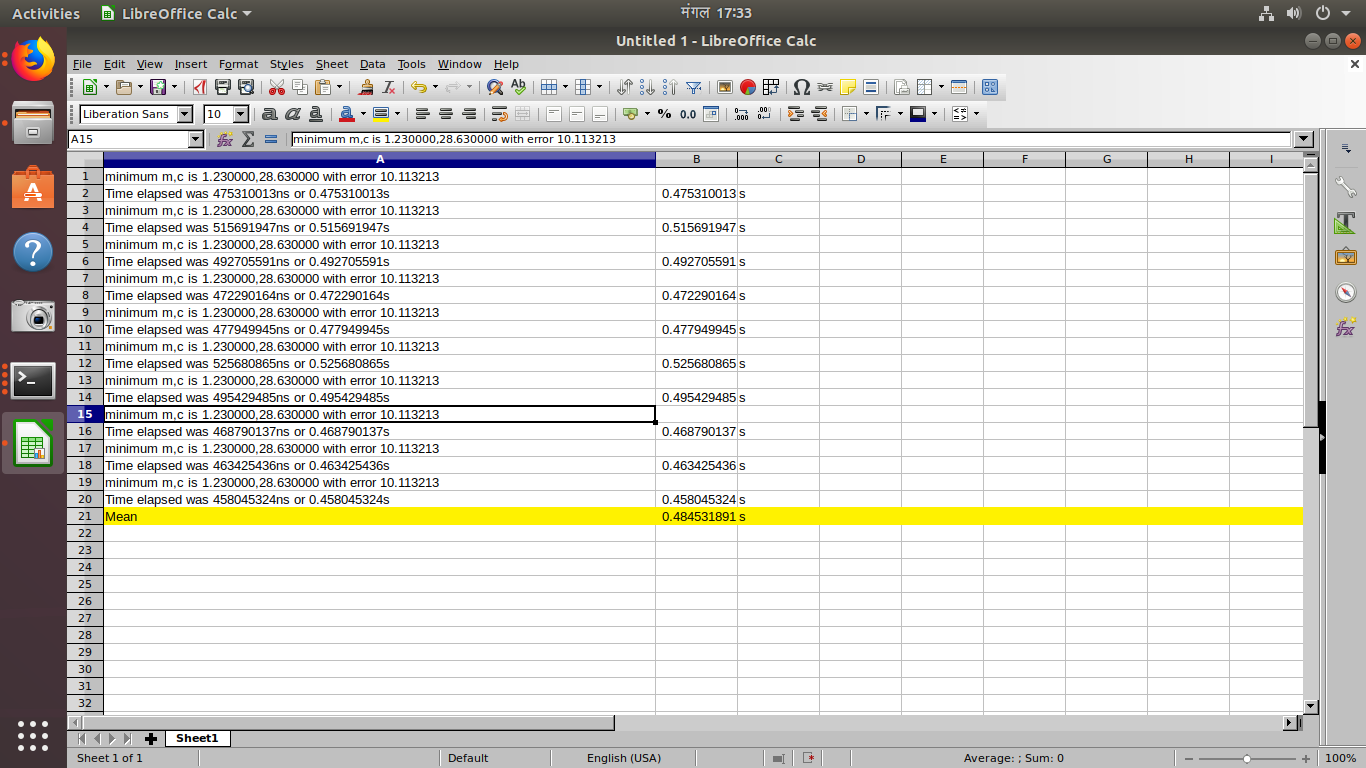 Activities LibreOffice Calc मंगल 17:33
Untitled 1 - LibreOffice Calc
File Edit View Insert Format Styles Sheet Data Tools Window Help
Liberation Sans 10
A15 minimum m,c is 1.230000,28.630000 with error 10.113213
A B C D E F G H I
1 minimum m,c is 1.230000,28.630000 with error 10.113213
2 Time elapsed was 475310013ns or 0.475310013s 0.475310013 s
3 minimum m,c is 1.230000,28.630000 with error 10.113213
4 Time elapsed was 515691947ns or 0.515691947s 0.515691947 s
5 minimum m,c is 1.230000,28.630000 with error 10.113213
6 Time elapsed was 492705591ns or 0.492705591s 0.492705591 s
7 minimum m,c is 1.230000,28.630000 with error 10.113213
8 Time elapsed was 472290164ns or 0.472290164s 0.472290164 s
9 minimum m,c is 1.230000,28.630000 with error 10.113213
10 Time elapsed was 477949945ns or 0.477949945s 0.477949945 s
11 minimum m,c is 1.230000,28.630000 with error 10.113213
12 Time elapsed was 525680865ns or 0.525680865s 0.525680865 s
13 minimum m,c is 1.230000,28.630000 with error 10.113213
14 Time elapsed was 495429485ns or 0.495429485s 0.495429485 s
15 minimum m,c is 1.230000,28.630000 with error 10.113213
16 Time elapsed was 468790137ns or 0.468790137s 0.468790137 s
17 minimum m,c is 1.230000,28.630000 with error 10.113213
18 Time elapsed was 463425436ns or 0.463425436s 0.463425436 s
19 minimum m,c is 1.230000,28.630000 with error 10.113213
20 Time elapsed was 458045324ns or 0.458045324s 0.458045324 s
21 Mean 0.484531891 s
22
23
24
25
26
27
28
29
30
31
32
Sheet1
Sheet 1 of 1 Default English (USA) Average: ; Sum: 0 100%